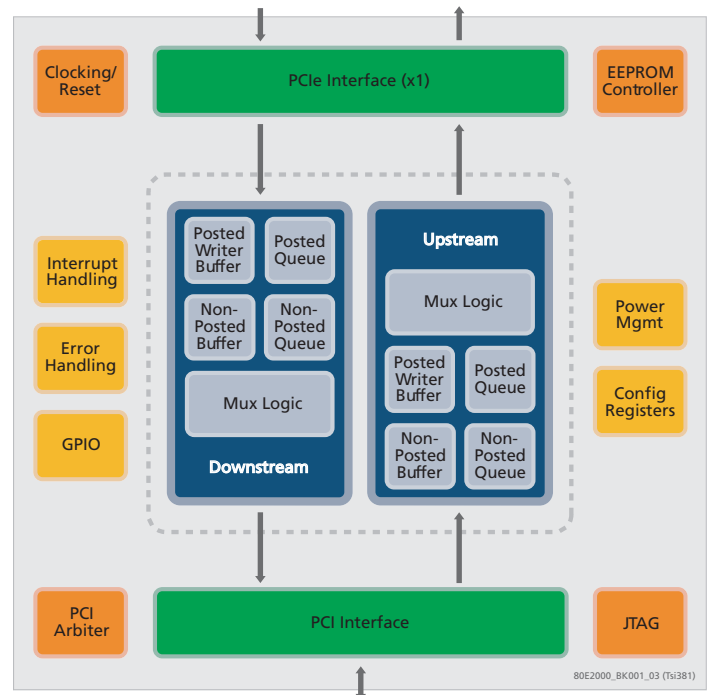 Clocking/
Reset
PCIe Interface (x1)
EEPROM
Controller
Interrupt
Handling
Error
Handling
GPIO
Posted
Writer
Buffer
Posted
Queue
Non-
Posted
Buffer
Non-
Posted
Queue
Mux Logic
Downstream
Upstream
Mux Logic
Posted
Writer
Buffer
Posted
Queue
Non-
Posted
Buffer
Non-
Posted
Queue
Power
Mgmt
Config
Registers
PCI
Arbiter
PCI Interface
JTAG
80E2000_BK001_03 (Tsi381)